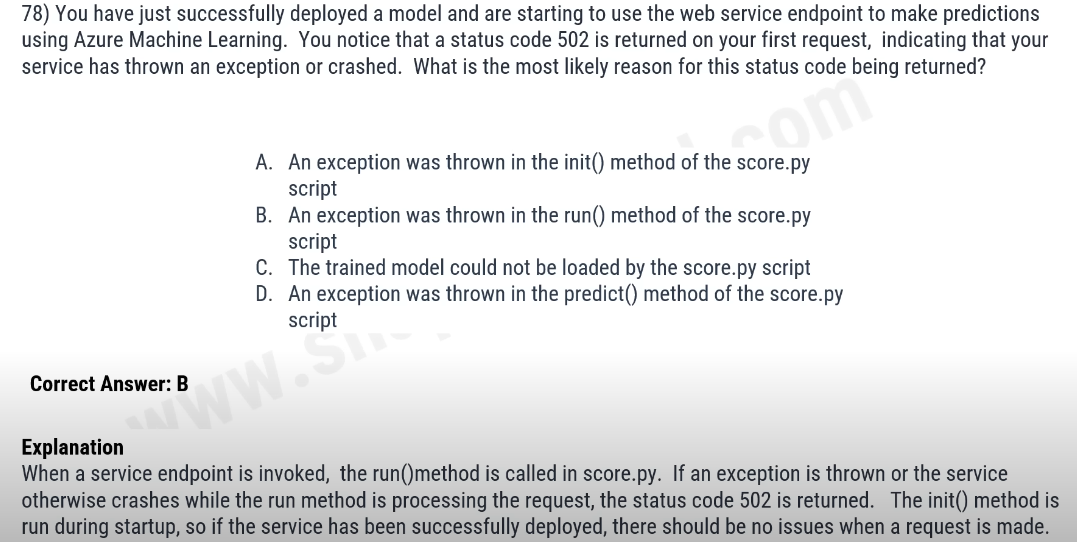 78) You have just successfully deployed a model and are starting to use the web service endpoint to make predictions
using Azure Machine Learning. You notice that a status code 502 is returned on your first request, indicating that your
service has thrown an exception or crashed. What is the most likely reason for this status code being returned?
A. An exception was thrown in the init() method of the score.py
script
B. An exception was thrown in the run() method of the score.py
script
C. The trained model could not be loaded by the score.py script
D. An exception was thrown in the predict() method of the score.py
script
Correct Answer: B
Explanation
When a service endpoint is invoked, the run()method is called in score.py. If an exception is thrown or the service
otherwise crashes while the run method is processing the request, the status code 502 is returned. The init() method is
run during startup, so if the service has been successfully deployed, there should be no issues when a request is made.